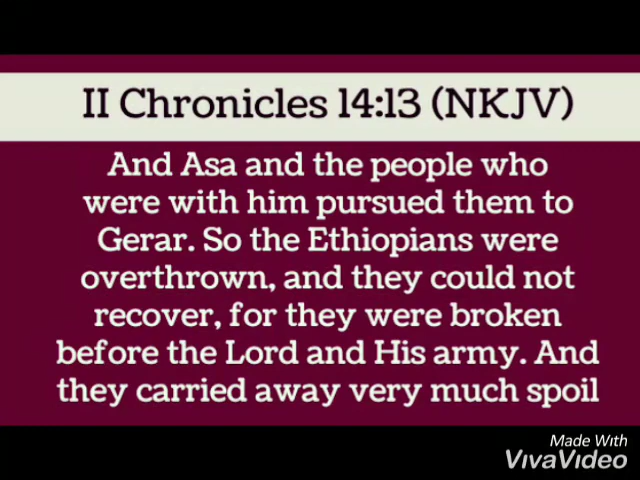 II Chronicles 14:13 (NKJV)
And Asa and the people who
were with him pursued them to
Gerar. So the Ethiopians were
overthrown, and they could not
recover, for they were broken
before the Lord and His army. And
they carried away very much spoil
Made With
VivaVideo